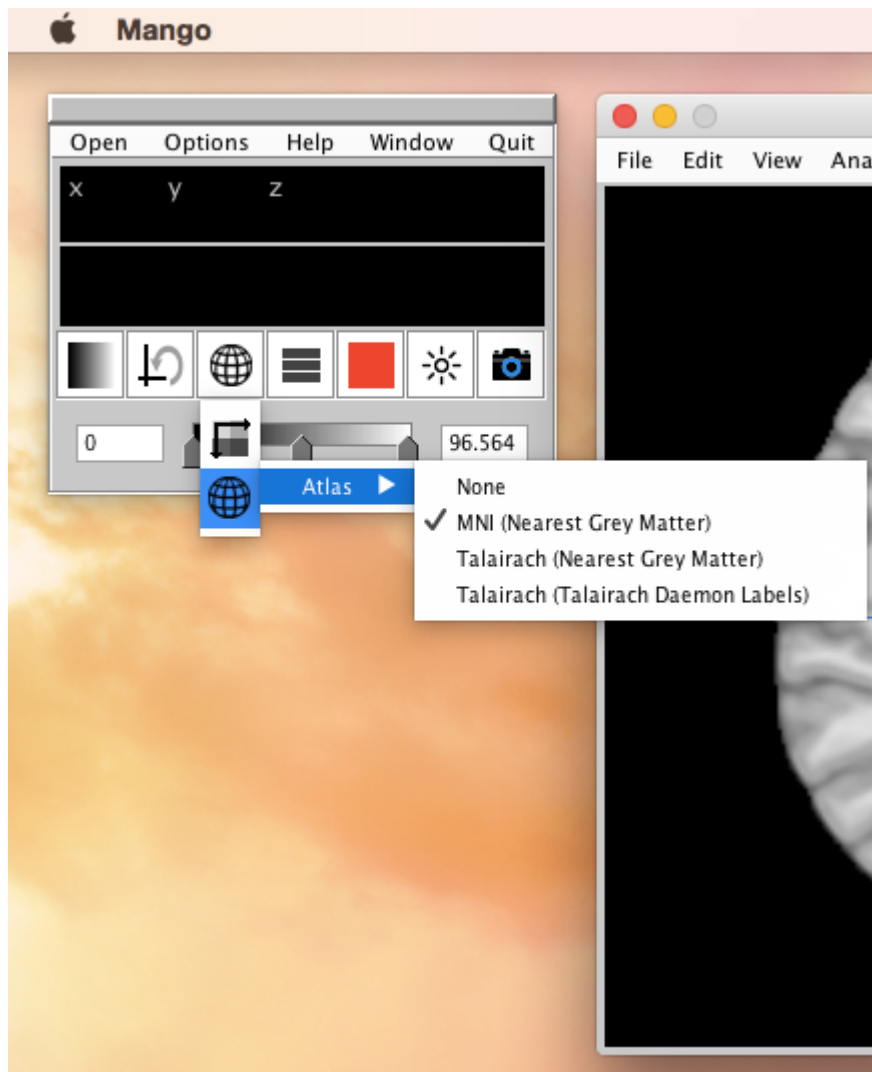 Mango
Open Options Help Window Quit
File Edit View Ana
x y z
0 96.564
Atlas
None
MNI (Nearest Grey Matter)
Talairach (Nearest Grey Matter)
Talairach (Talairach Daemon Labels)